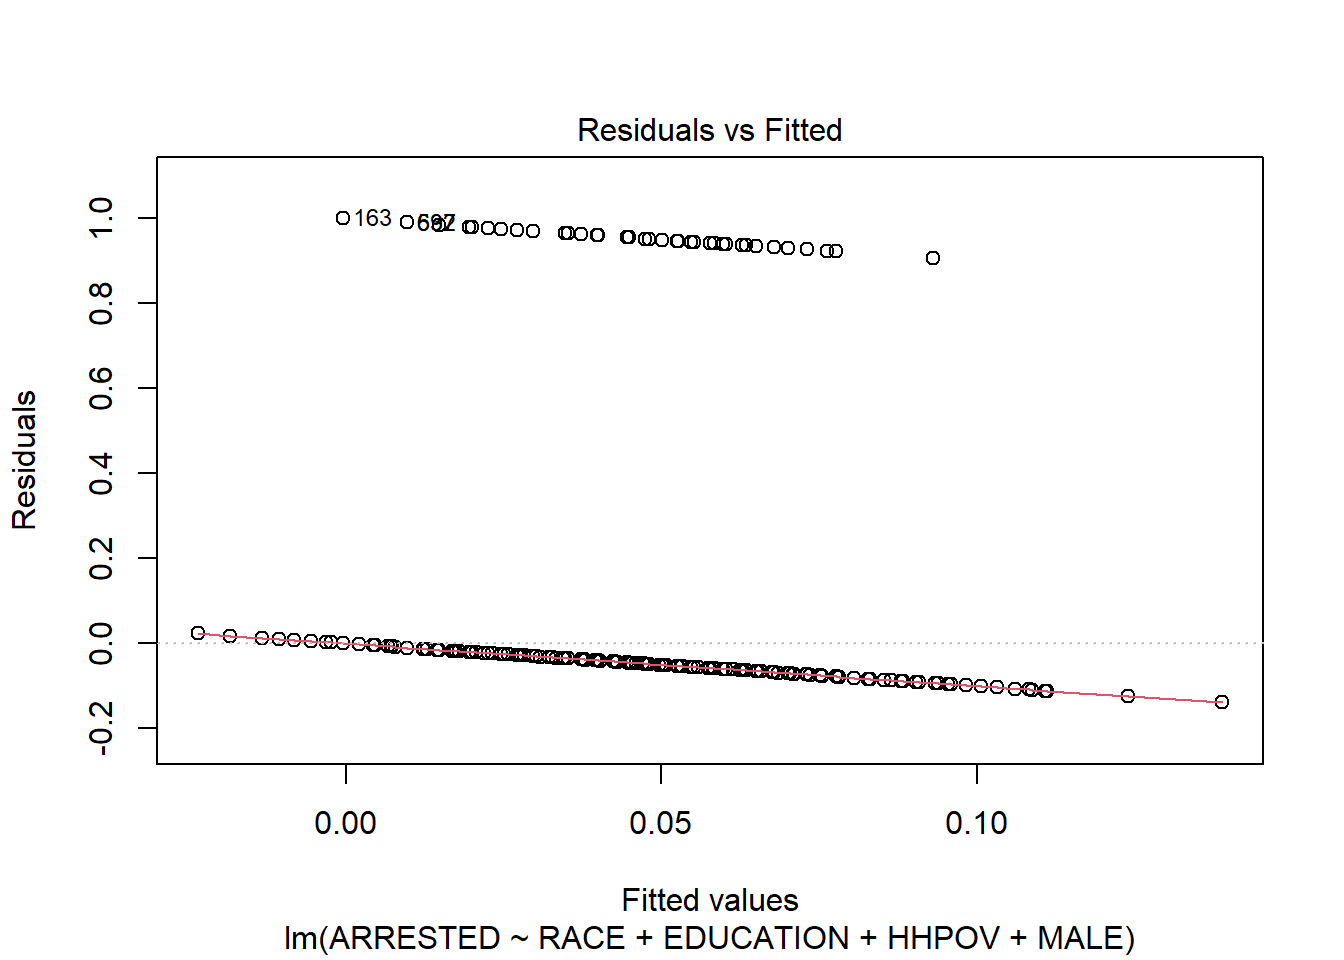 Residuals vs Fitted
Residuals
1.0
0.8
0.6
0.4
0.2
0.0
-0.2
163
0.00
0.05
0.10
Fitted values
lm(ARRESTED ~ RACE + EDUCATION + HHPOV + MALE)